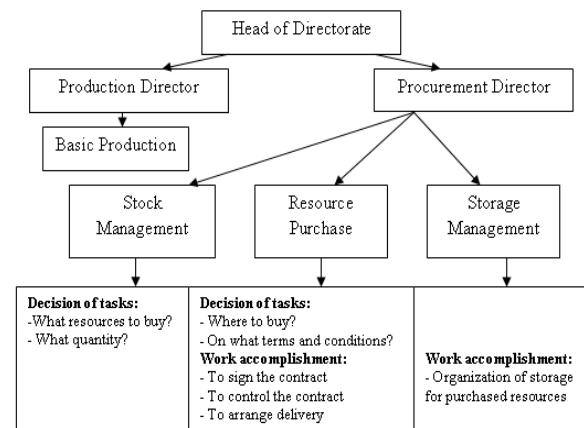 Head of Directorate
Production Director
Procurement Director
Basic Production
Stock
Management
Resource
Purchase
Storage
Management
Decision of tasks:
-What resources to buy?
- What quantity?
Decision of tasks:
- Where to buy?
- On what terms and conditions?
Work accomplishment:
- To sign the contract
- To control the contract
- To arrange delivery
Work accomplishment:
- Organization of storage
for purchased resources